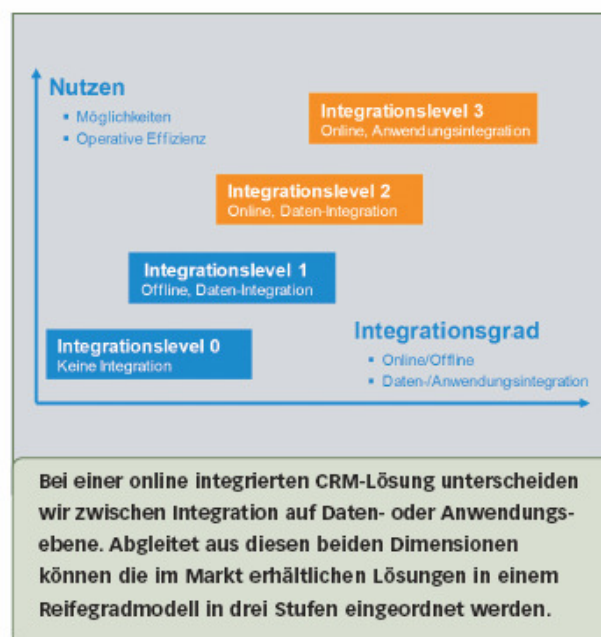 Nutzen
▪ Möglichkeiten
▪ Operative Effizienz
Integrationslevel 3
Online, Anwendungsintegration
Integrationslevel 2
Online, Daten-Integration
Integrationslevel 1
Offline, Daten-Integration
Integrationslevel 0
Keine Integration
Integrationsgrad
▪ Online/Offline
▪ Daten-/Anwendungsintegration
Bei einer online integrierten CRM-Lösung unterscheiden
wir zwischen Integration auf Daten- oder Anwendungs-
ebene. Abgleitet aus diesen beiden Dimensionen
können die im Markt erhältlichen Lösungen in einem
Reifegradmodell in drei Stufen eingeordnet werden.